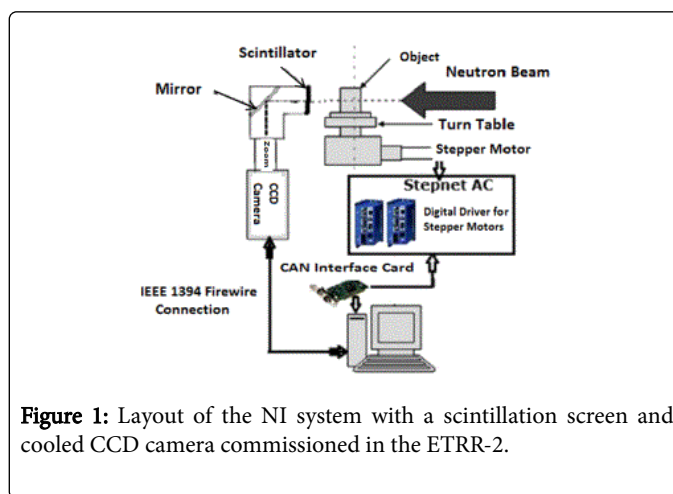 Scintillator
Object
Neutron Beam
Mirror
Turn Table
Zoom
Stepper Motor
CCD
Camera
Stepnet AC
Digital Driver for
Stepper Motors
CAN Interface Card
IEEE 1394 Firewire
Connection
Figure 1: Layout of the NI system with a scintillation screen and
cooled CCD camera commissioned in the ETRR-2.